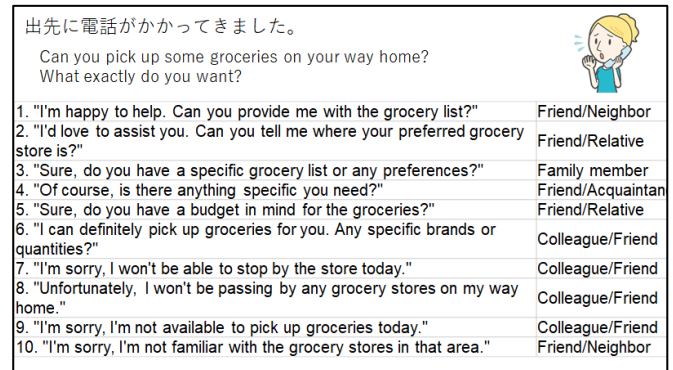 出先に電話がかかってきました。
Can you pick up some groceries on your way home?
What exactly do you want?
1. "I'm happy to help. Can you provide me with the grocery list?" Friend/Neighbor
2. "I'd love to assist you. Can you tell me where your preferred grocery
store is?" Friend/Relative
3. "Sure, do you have a specific grocery list or any preferences?" Family member
4. "Of course, is there anything specific you need?" Friend/Acquaintan
5. "Sure, do you have a budget in mind for the groceries?" Friend/Relative
6. "I can definitely pick up groceries for you. Any specific brands or
quantities?" Colleague/Friend
7. "I'm sorry, I won't be able to stop by the store today." Colleague/Friend
8. "Unfortunately, I won't be passing by any grocery stores on my way
home." Colleague/Friend
9. "I'm sorry, I'm not available to pick up groceries today." Colleague/Friend
10. "I'm sorry, I'm not familiar with the grocery stores in that area." Friend/Neighbor